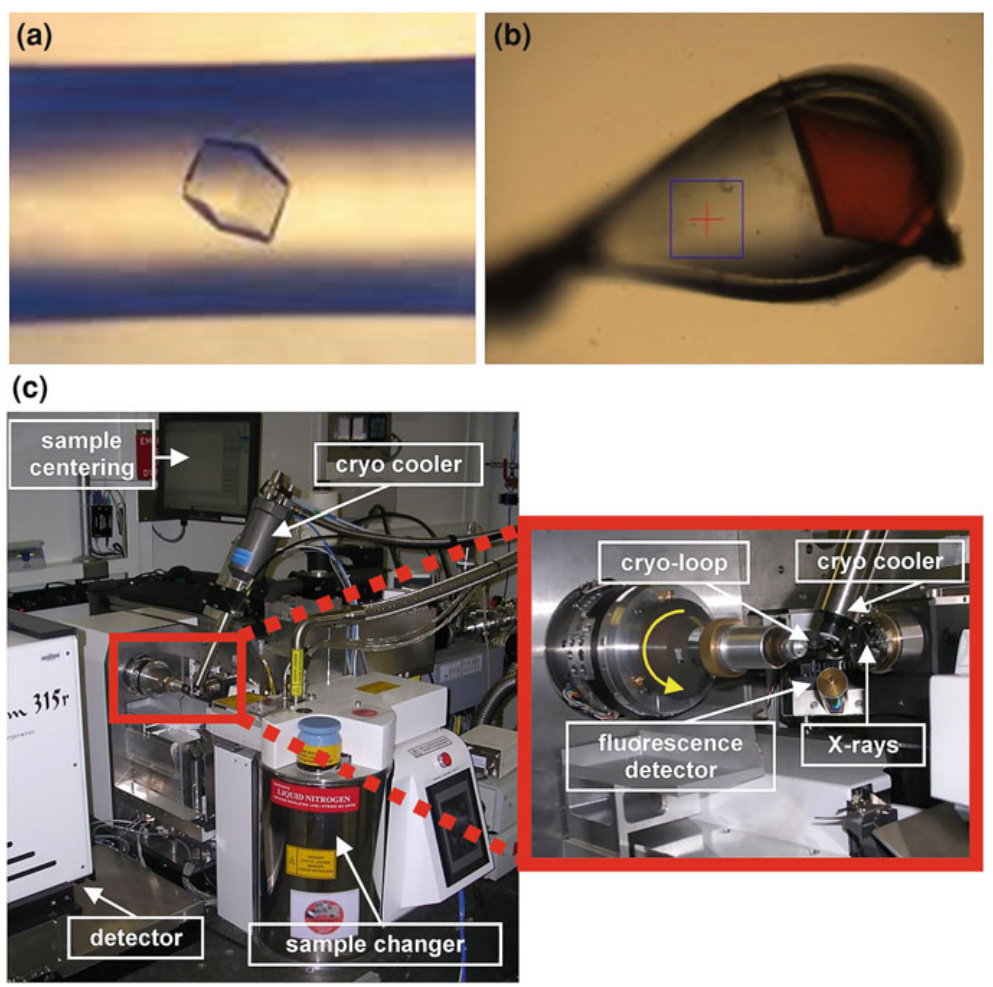 (a)
(b)
(c)
sample
centering
cryo cooler
315r
LIQUID NITROGEN
detector
sample changer
cryo-loop
cryo cooler
fluorescence
detector
X-rays